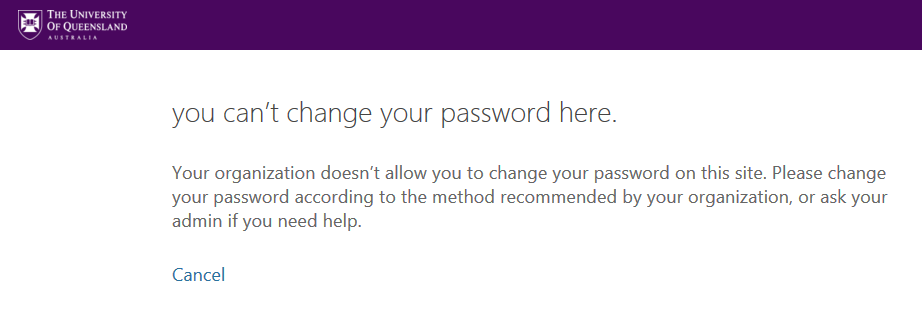 THE UNIVERSITY
OF QUEENSLAND
AUSTRALIA
you can't change your password here.
Your organization doesn't allow you to change your password on this site. Please change
your password according to the method recommended by your organization, or ask your
admin if you need help.
Cancel